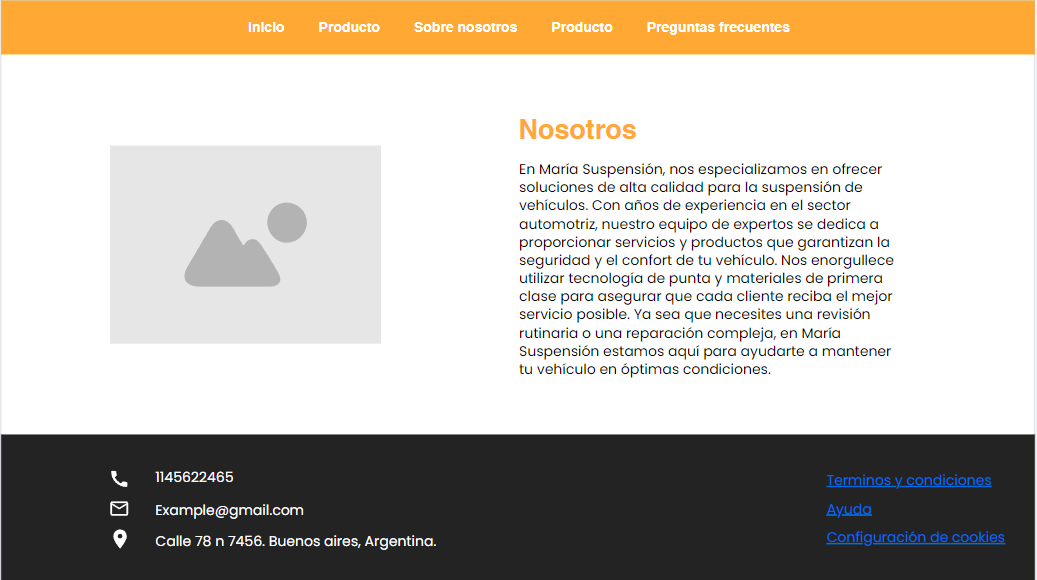 Inicio Producto Sobre nosotros Producto Preguntas frecuentes
Nosotros
En María Suspensión, nos especializamos en ofrecer
soluciones de alta calidad para la suspensión de
vehículos. Con años de experiencia en el sector
automotriz, nuestro equipo de expertos se dedica a
proporcionar servicios y productos que garantizan la
seguridad y el confort de tu vehículo. Nos enorgullece
utilizar tecnología de punta y materiales de primera
clase para asegurar que cada cliente reciba el mejor
servicio posible. Ya sea que necesites una revisión
rutinaria o una reparación compleja, en María
Suspensión estamos aquí para ayudarte a mantener
tu vehículo en óptimas condiciones.
1145622465
Example@gmail.com
Calle 78 n 7456. Buenos aires, Argentina.
Terminos y condiciones
Ayuda
Configuración de cookies